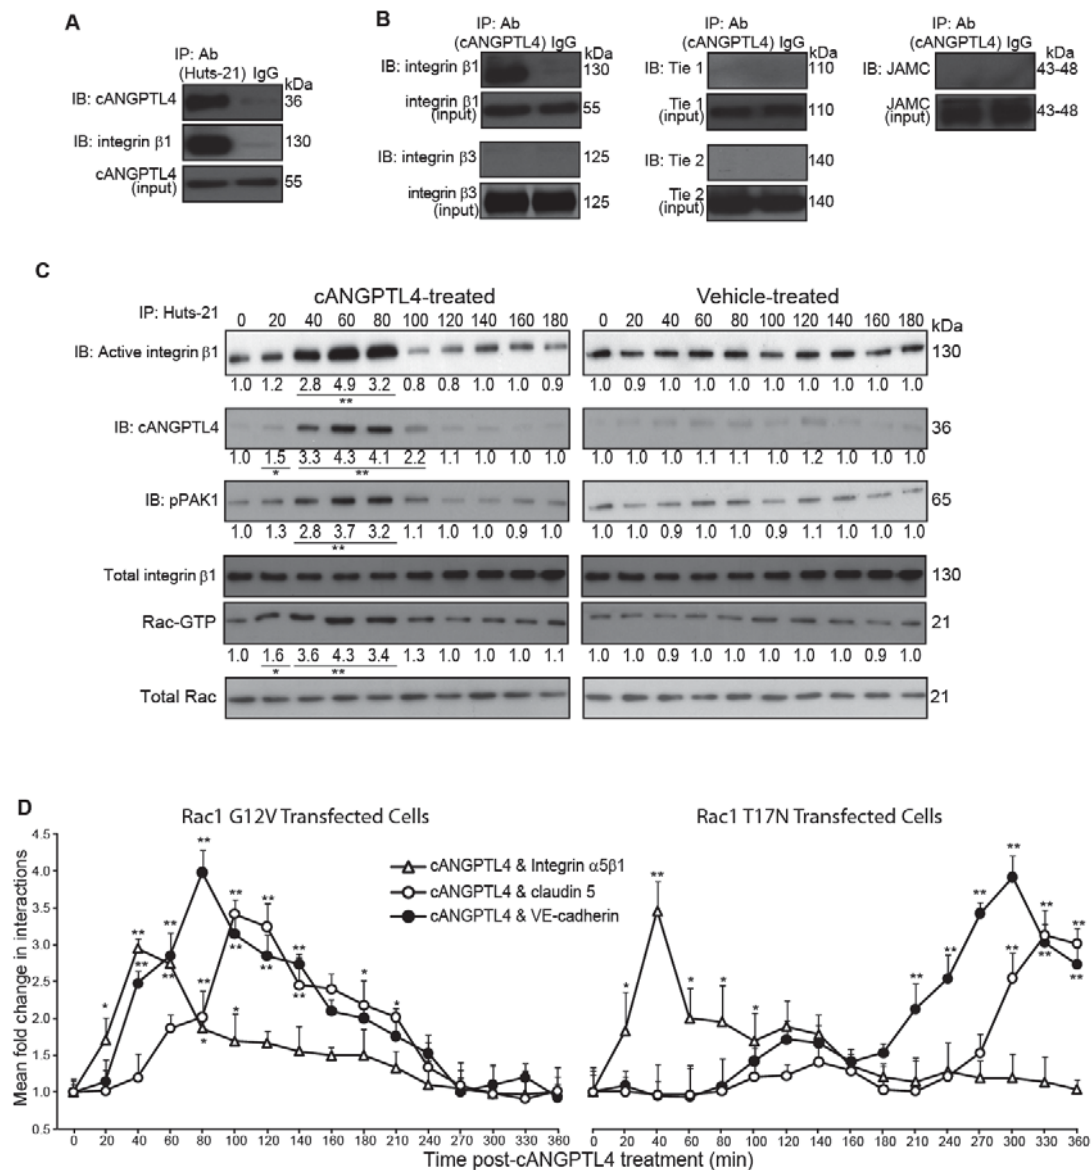 A
IP: Ab
(Huts-21) IgG
kDa
IB: cANGPTL4 36
IB: integrin β1 130
cANGPTL4
(input) 55
B
IP: Ab
(cANGPTL4) IgG
kDa
IB: integrin β1 130
integrin β1
(input) 55
IB: integrin β3 125
integrin β3
(input) 125
IP: Ab
(cANGPTL4) IgG
kDa
IB: Tie 1 110
Tie 1
(input) 110
IB: Tie 2 140
Tie 2
(input) 140
IP: Ab
(cANGPTL4) IgG
kDa
IB: JAMC 43-48
JAMC
(input) 43-48
C
cANGPTL4-treated Vehicle-treated
IP: Huts-21 0 20 40 60 80 100 120 140 160 180 0 20 40 60 80 100 120 140 160 180 kDa
IB: Active integrin β1 130
1.0 1.2 2.8 4.9 3.2 0.8 0.8 1.0 1.0 0.9 1.0 0.9 1.0 1.0 1.0 1.0 1.0 1.0 1.0 1.0
**
IB: cANGPTL4 36
1.0 1.5 3.3 4.3 4.1 2.2 1.1 1.0 1.0 1.0 1.0 1.0 1.0 1.1 1.1 1.0 1.2 1.0 1.0 1.0
* **
IB: pPAK1 65
1.0 1.3 2.8 3.7 3.2 1.1 1.0 1.0 0.9 1.0 1.0 1.0 0.9 1.0 1.0 0.9 1.1 1.0 1.0 1.0
**
Total integrin β1 130
Rac-GTP 21
1.0 1.6 3.6 4.3 3.4 1.3 1.0 1.0 1.0 1.1 1.0 1.0 0.9 1.0 1.0 1.0 1.0 1.0 0.9 1.0
* **
Total Rac 21
D
Rac1 G12V Transfected Cells Rac1 T17N Transfected Cells
cANGPTL4 & Integrin α5β1
cANGPTL4 & claudin 5
cANGPTL4 & VE-cadherin
Mean fold change in interactions
4.5
4.0
3.5
3.0
2.5
2.0
1.5
1.0
0.5
0 20 40 60 80 100 120 140 160 180 210 240 270 300 330 360 0 20 40 60 80 100 120 140 160 180 210 240 270 300 330 360
Time post-cANGPTL4 treatment (min)